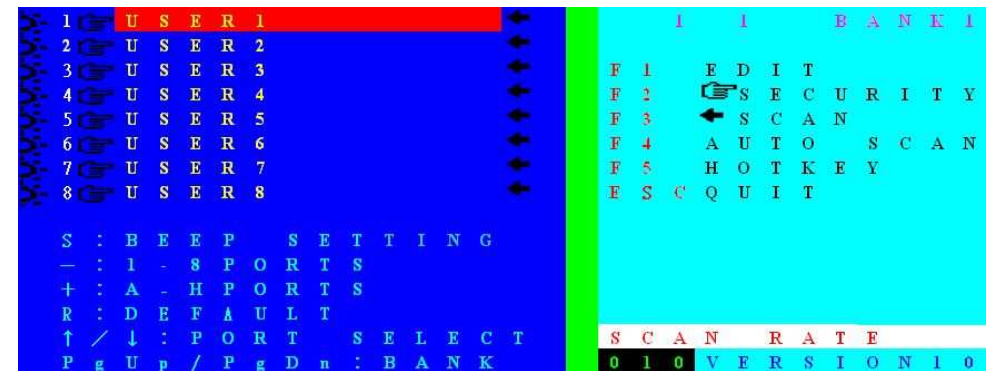 1 USER1
2 USER2
3 USER3
4 USER4
5 USER5
6 USER6
7 USER7
8 USER8
S : BEEP SETTING
— : 1 - 8 PORTS
+ : A - H PORTS
R : DEFAULT
↑ / ↓ : PORT SELECT
PgUp / PgDn : BANK
1 1 BANK1
F1 EDIT
F2 SECURITY
F3 SCAN
F4 AUTO SCAN
F5 HOTKEY
ESC QUIT
SCAN RATE
010 VERSION10